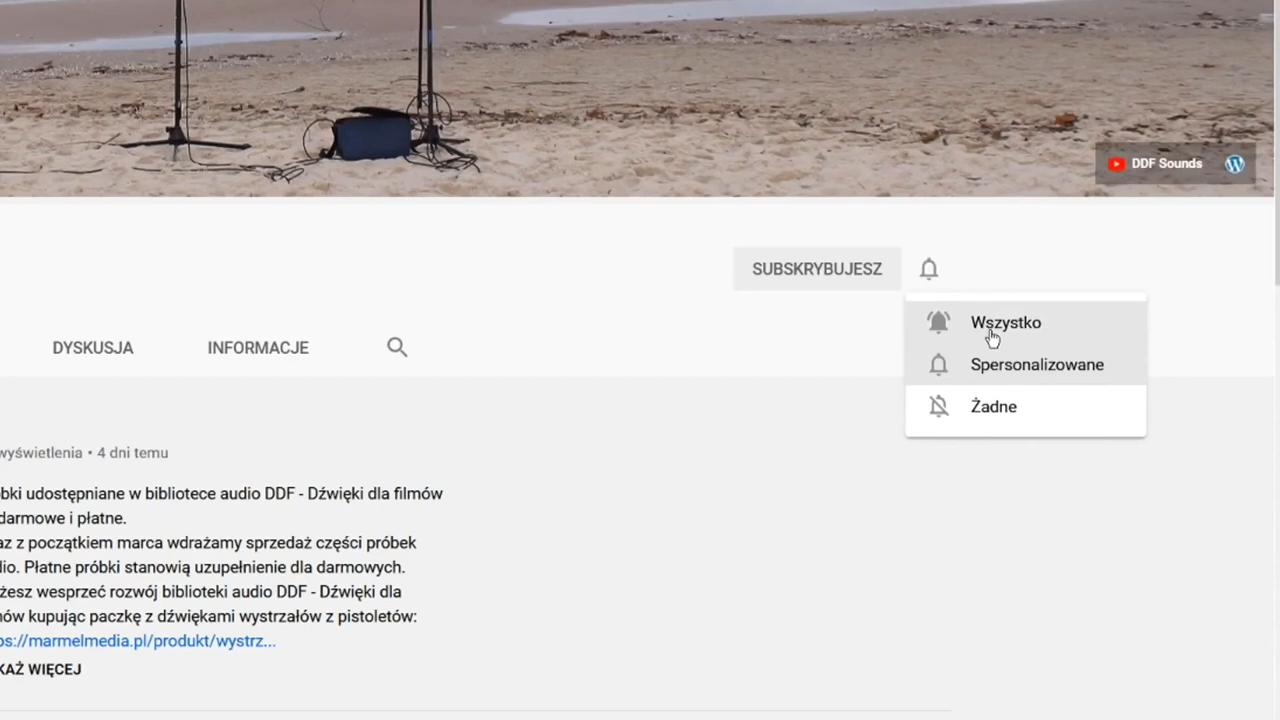 DDF Sounds
SUBSKRYBUJESZ
Wszystko
Spersonalizowane
Żadne
DYSKUSJA INFORMACJE
wyświetlenia • 4 dni temu
bki udostępniane w bibliotece audio DDF - Dźwięki dla filmów
darmowe i płatne.
az z początkiem marca wdrażamy sprzedaż części próbek
dio. Płatne próbki stanowią uzupełnienie dla darmowych.
żesz wesprzeć rozwój biblioteki audio DDF - Dźwięki dla
nów kupując paczkę z dźwiękami wystrzałów z pistoletów:
ps://marmelmedia.pl/produkt/wystrz...
KAŻ WIĘCEJ